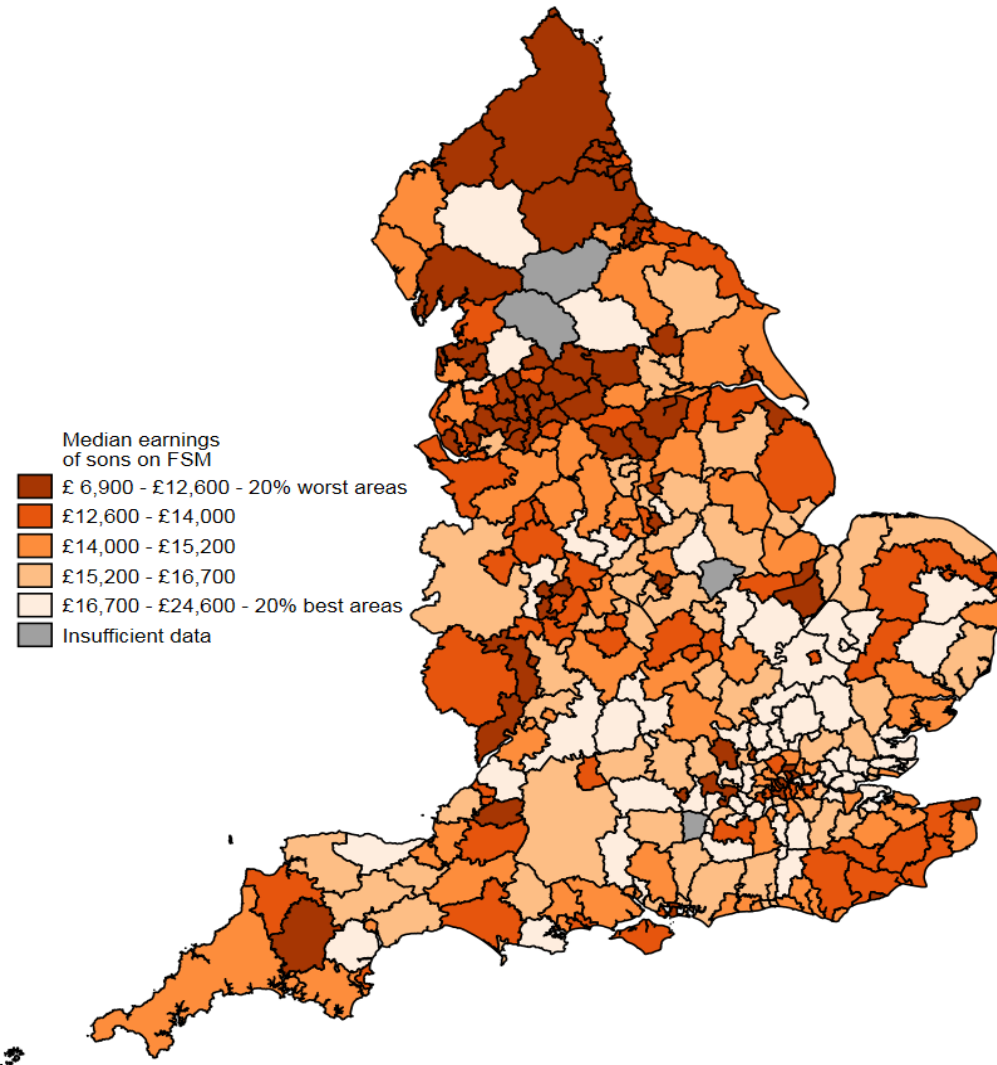 Median earnings
of sons on FSM
£ 6,900 - £12,600 - 20% worst areas
£12,600 - £14,000
£14,000 - £15,200
£15,200 - £16,700
£16,700 - £24,600 - 20% best areas
Insufficient data